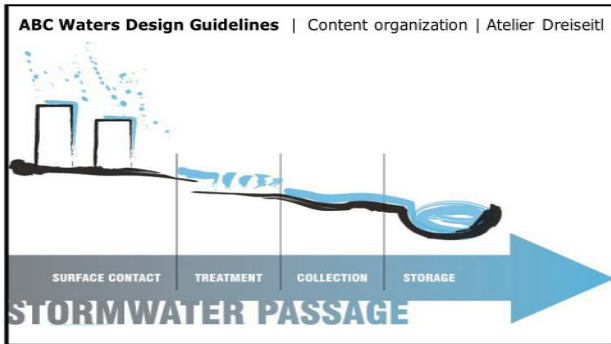 ABC Waters Design Guidelines | Content organization | Atelier Dreiseitl
SURFACE CONTACT TREATMENT COLLECTION STORAGE
STORMWATER PASSAGE